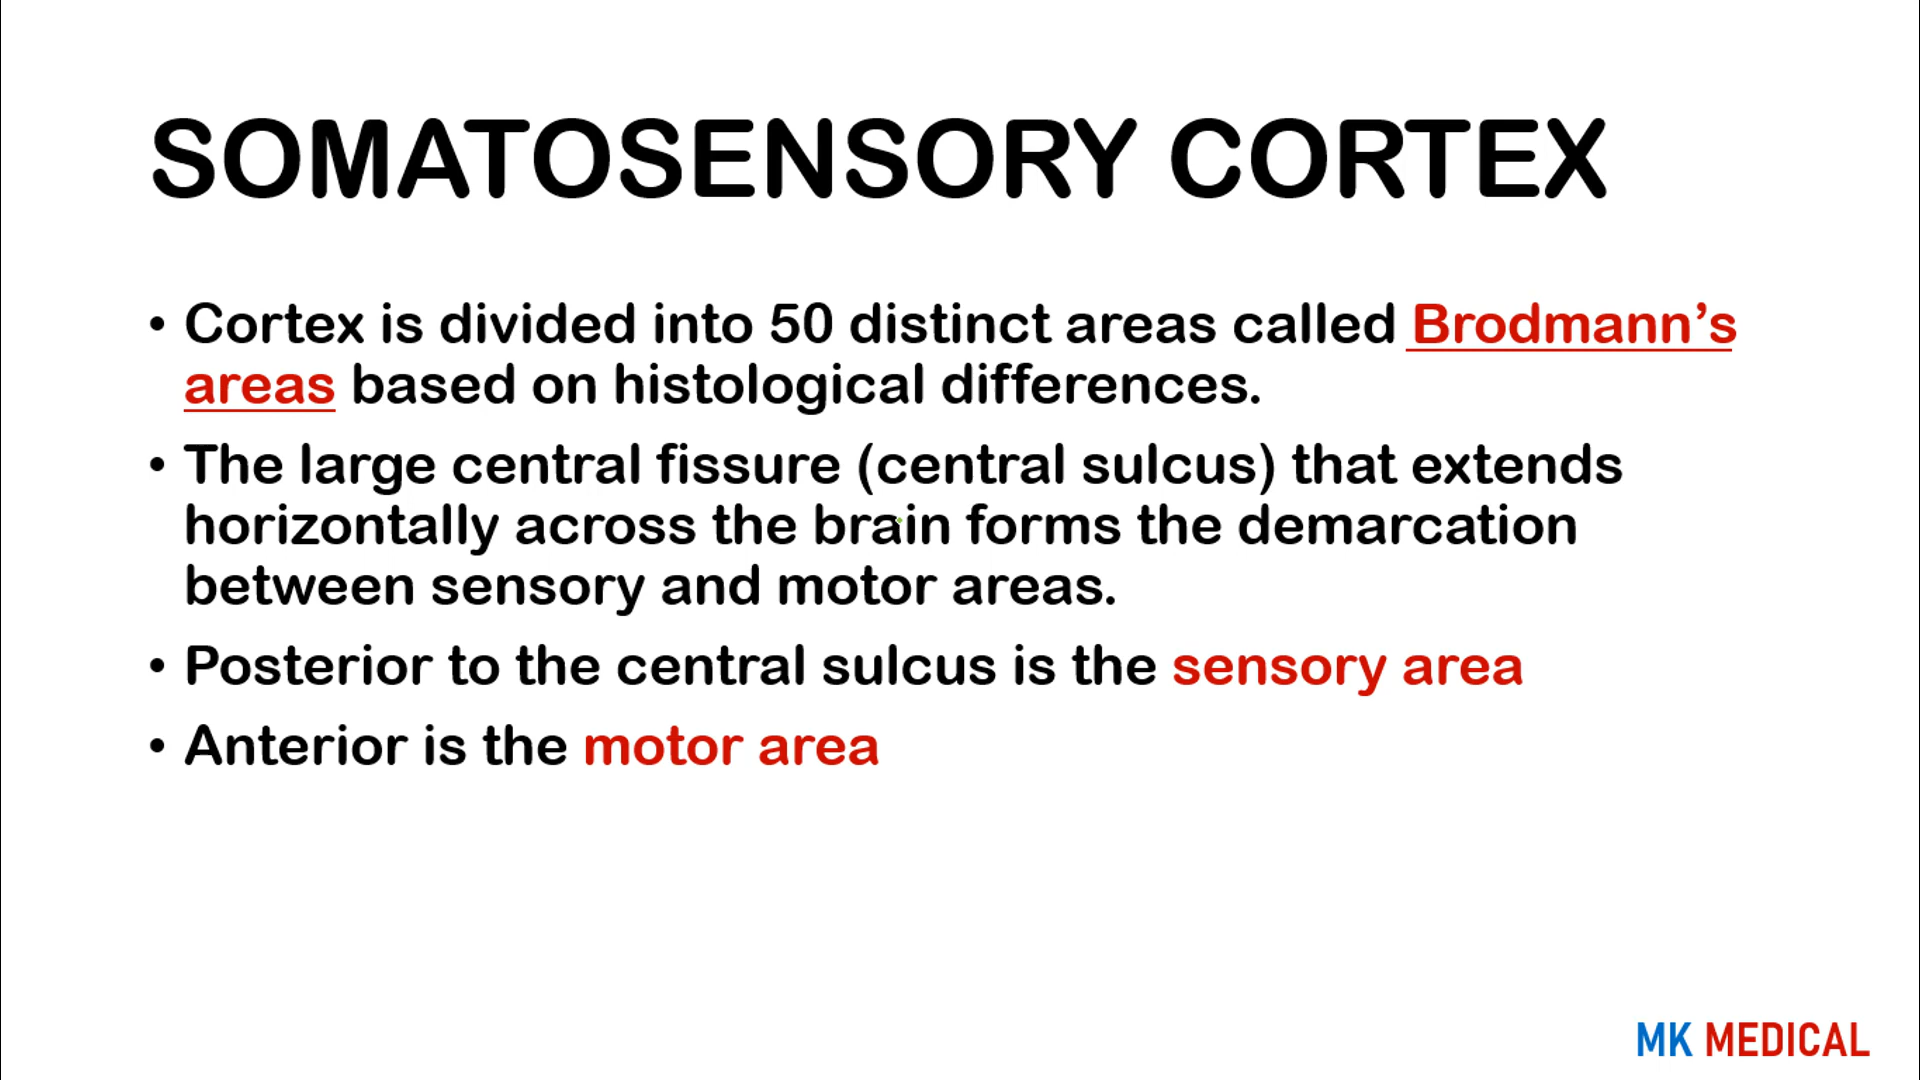 SOMATOSENSORY CORTEX
• Cortex is divided into 50 distinct areas called Brodmann’s
areas based on histological differences.
• The large central fissure (central sulcus) that extends
horizontally across the brain forms the demarcation
between sensory and motor areas.
• Posterior to the central sulcus is the sensory area
• Anterior is the motor area
MK MEDICAL